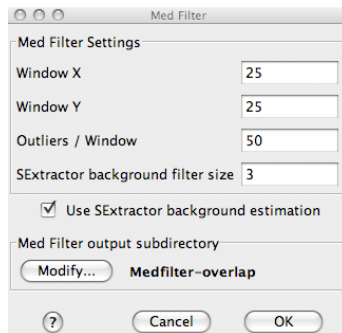 Med Filter
Med Filter Settings
Window X 25
Window Y 25
Outliers / Window 50
SExtractor background filter size 3
Use SExtractor background estimation
Med Filter output subdirectory
Modify... Medfilter-overlap
? Cancel OK